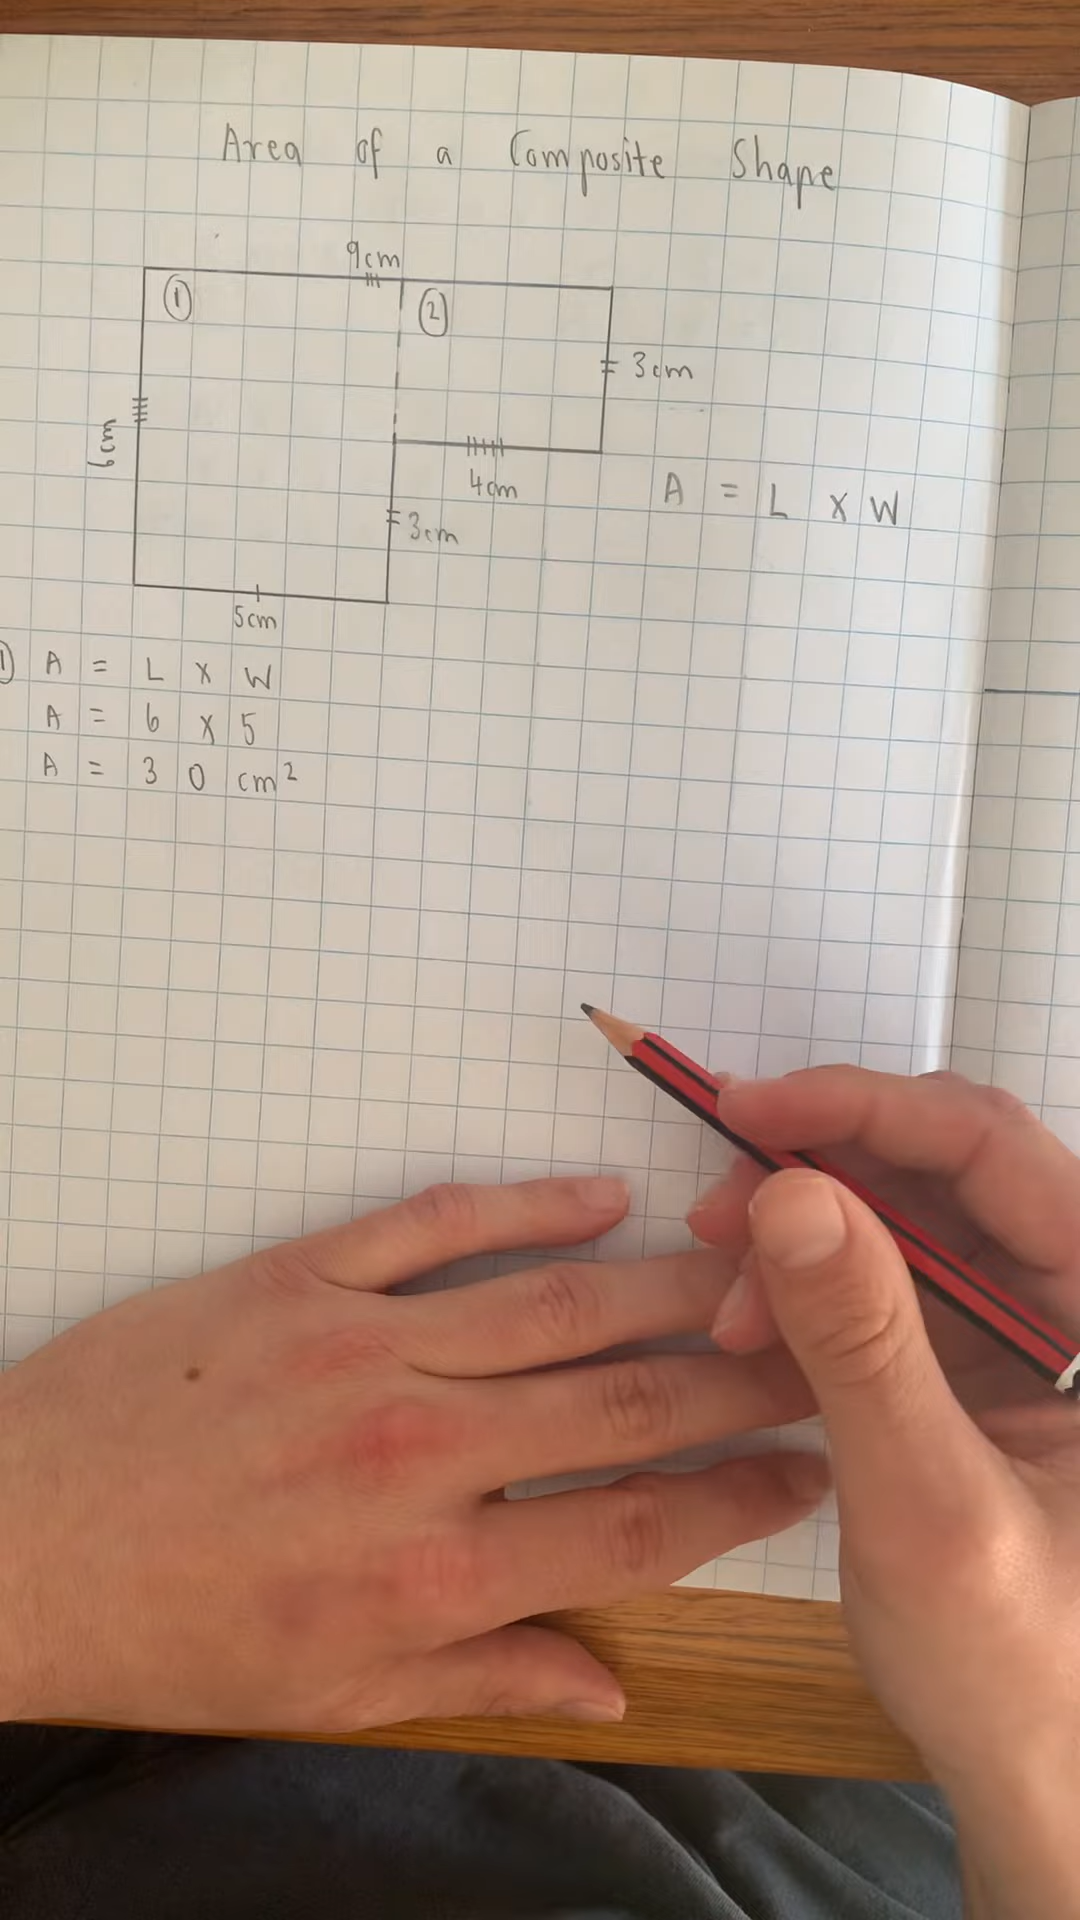 Area of a Composite Shape
9cm
① ②
3cm
6cm
4cm
A = L x W
3cm
5cm
① A = L x W
A = 6 x 5
A = 30 cm²